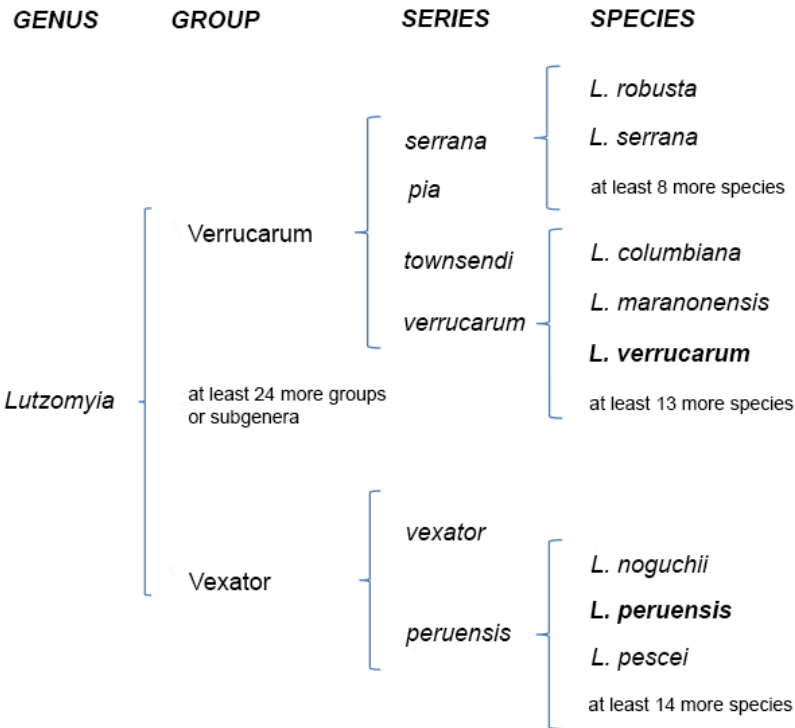 GENUS GROUP SERIES SPECIES
L. robusta
serrana
L. serrana
pia
at least 8 more species
Verrucarum
townsendi
L. columbiana
verrucarum
L. maranonensis
L. verrucarum
Lutzomyia
at least 24 more groups
or subgenera
at least 13 more species
vexator
L. noguchii
Vexator
L. peruensis
peruensis
L. pescei
at least 14 more species